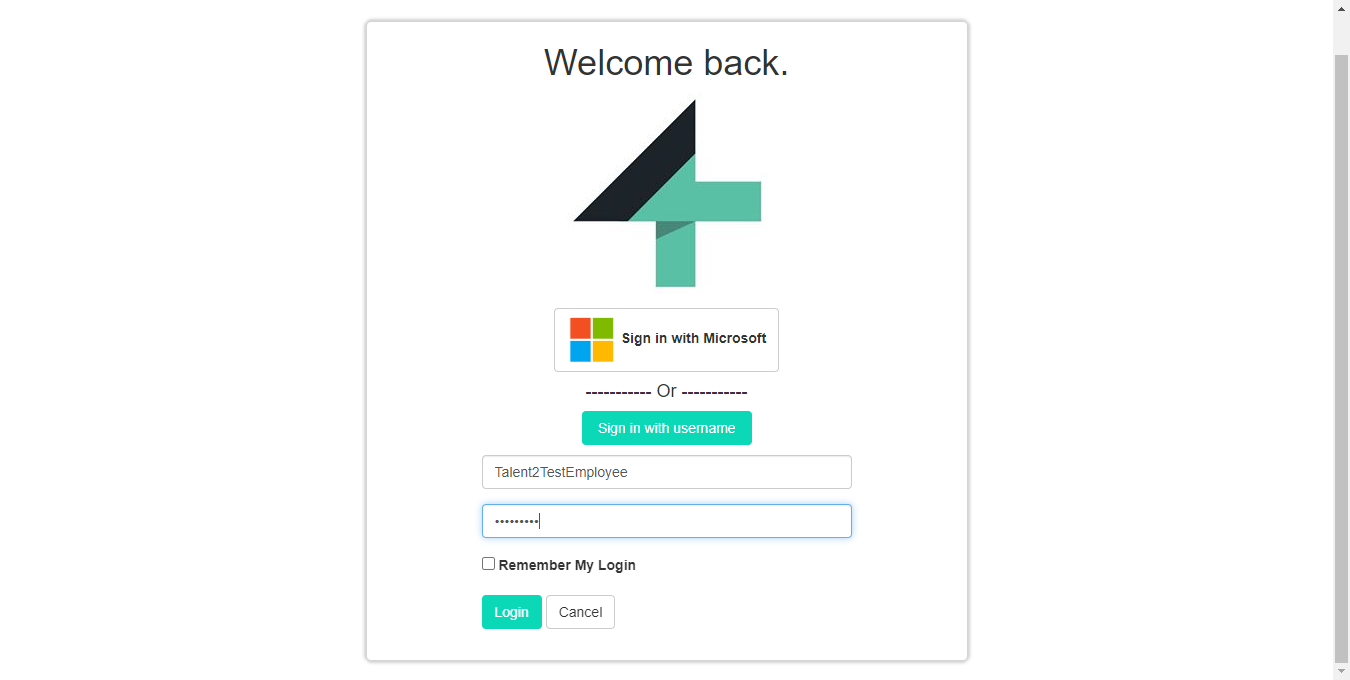 Welcome back.
Sign in with Microsoft
----------- Or -----------
Sign in with username
Talent2TestEmployee
•••••••••
Remember My Login
Login Cancel